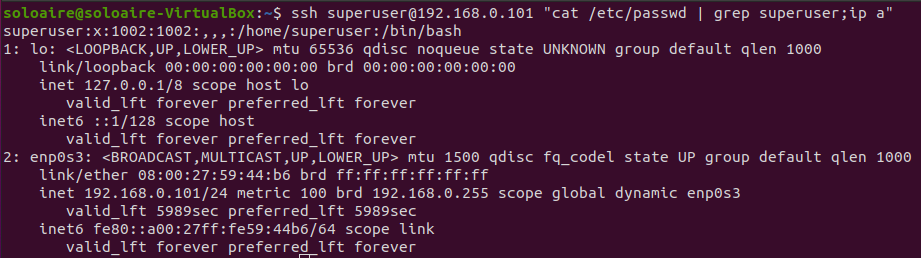 soloaire@soloaire-VirtualBox:~$ ssh superuser@192.168.0.101 "cat /etc/passwd | grep superuser;ip a"
superuser:x:1002:1002:,,,:/home/superuser:/bin/bash
1: lo: <LOOPBACK,UP,LOWER_UP> mtu 65536 qdisc noqueue state UNKNOWN group default qlen 1000
    link/loopback 00:00:00:00:00:00 brd 00:00:00:00:00:00
    inet 127.0.0.1/8 scope host lo
       valid_lft forever preferred_lft forever
    inet6 ::1/128 scope host
       valid_lft forever preferred_lft forever
2: enp0s3: <BROADCAST,MULTICAST,UP,LOWER_UP> mtu 1500 qdisc fq_codel state UP group default qlen 1000
    link/ether 08:00:27:59:44:b6 brd ff:ff:ff:ff:ff:ff
    inet 192.168.0.101/24 metric 100 brd 192.168.0.255 scope global dynamic enp0s3
       valid_lft 5989sec preferred_lft 5989sec
    inet6 fe80::a00:27ff:fe59:44b6/64 scope link
       valid_lft forever preferred_lft forever